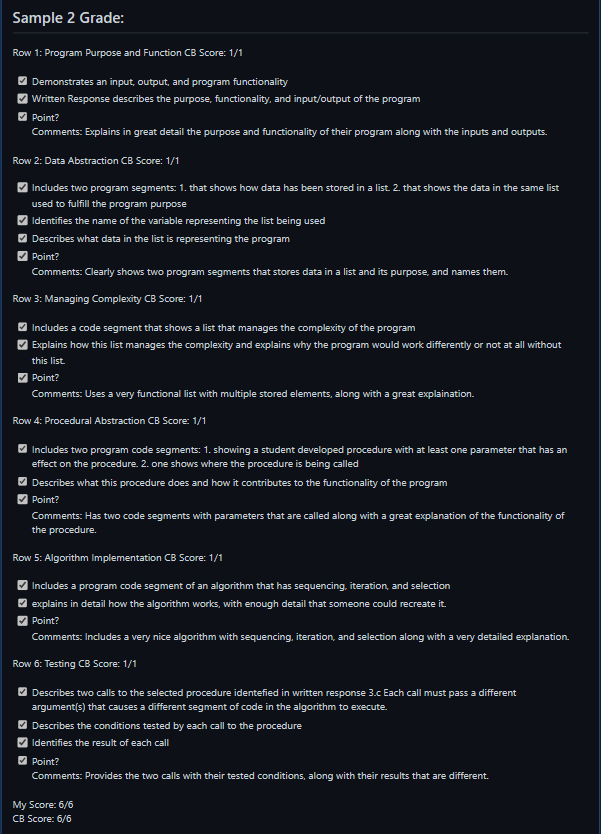 Sample 2 Grade:
Row 1: Program Purpose and Function CB Score: 1/1
Demonstrates an input, output, and program functionality
Written Response describes the purpose, functionality, and input/output of the program
Point?
Comments: Explains in great detail the purpose and functionality of their program along with the inputs and outputs.
Row 2: Data Abstraction CB Score: 1/1
Includes two program segments: 1. that shows how data has been stored in a list. 2. that shows the data in the same list
used to fulfill the program purpose
Identifies the name of the variable representing the list being used
Describes what data in the list is representing the program
Point?
Comments: Clearly shows two program segments that stores data in a list and its purpose, and names them.
Row 3: Managing Complexity CB Score: 1/1
Includes a code segment that shows a list that manages the complexity of the program
Explains how this list manages the complexity and explains why the program would work differently or not at all without
this list.
Point?
Comments: Uses a very functional list with multiple stored elements, along with a great explaination.
Row 4: Procedural Abstraction CB Score: 1/1
Includes two program code segments: 1. showing a student developed procedure with at least one parameter that has an
effect on the procedure. 2. one shows where the procedure is being called
Describes what this procedure does and how it contributes to the functionality of the program
Point?
Comments: Has two code segments with parameters that are called along with a great explanation of the functionality of
the procedure.
Row 5: Algorithm Implementation CB Score: 1/1
Includes a program code segment of an algorithm that has sequencing, iteration, and selection
explains in detail how the algorithm works, with enough detail that someone could recreate it.
Point?
Comments: Includes a very nice algorithm with sequencing, iteration, and selection along with a very detailed explanation.
Row 6: Testing CB Score: 1/1
Describes two calls to the selected procedure identefied in written response 3.c Each call must pass a different
argument(s) that causes a different segment of code in the algorithm to execute.
Describes the conditions tested by each call to the procedure
Identifies the result of each call
Point?
Comments: Provides the two calls with their tested conditions, along with their results that are different.
My Score: 6/6
CB Score: 6/6